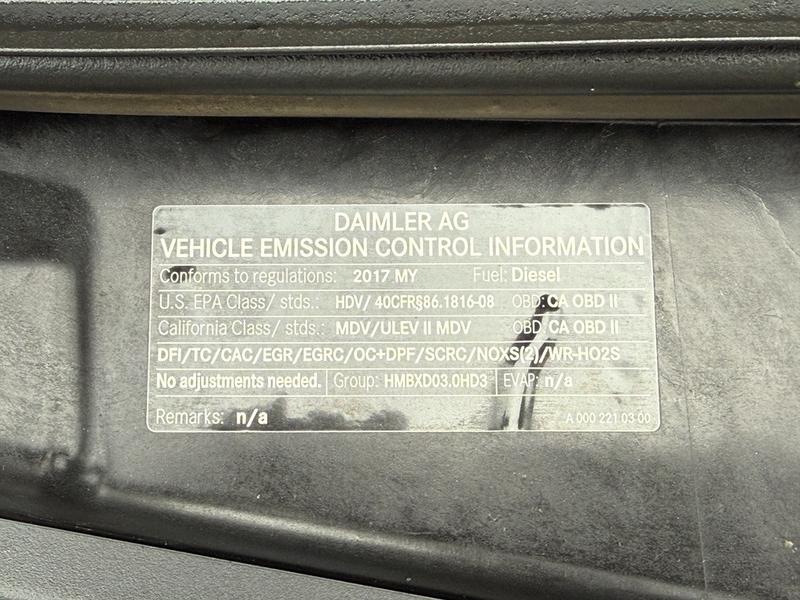 DAIMLER AG
VEHICLE EMISSION CONTROL INFORMATION
Conforms to regulations: 2017 MY Fuel: Diesel
U.S. EPA Class/ stds.: HDV/ 40CFR§86.1816-08 OBD: CA OBD II
California Class/ stds.: MDV/ULEV II MDV OBD: CA OBD II
DFI/TC/CAC/EGR/EGRC/OC+DPF/SCRC/NOXS(2)/WR-HO2S
No adjustments needed. Group: HMBXD03.0HD3 EVAP: n/a
Remarks: n/a A 000 221 03 00